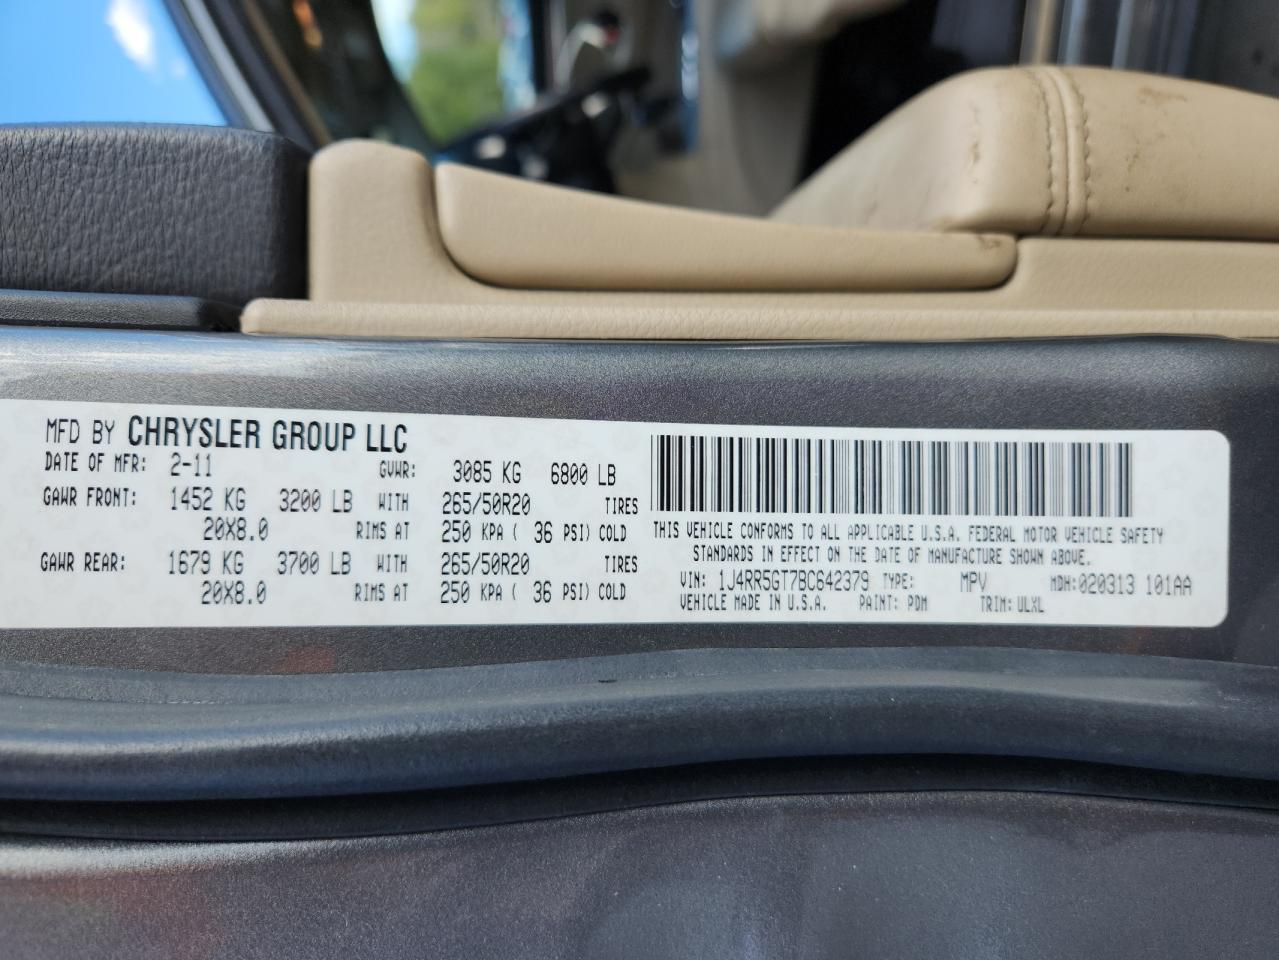 MFD BY CHRYSLER GROUP LLC
DATE OF MFR: 2-11 GVWR: 3085 KG 6800 LB
GAWR FRONT: 1452 KG 3200 LB WITH 265/50R20 TIRES
20X8.0 RIMS AT 250 KPA ( 36 PSI) COLD
GAWR REAR: 1679 KG 3700 LB WITH 265/50R20 TIRES
20X8.0 RIMS AT 250 KPA ( 36 PSI) COLD
THIS VEHICLE CONFORMS TO ALL APPLICABLE U.S.A. FEDERAL MOTOR VEHICLE SAFETY
STANDARDS IN EFFECT ON THE DATE OF MANUFACTURE SHOWN ABOVE.
VIN: 1J4RR5GT7BC642379 TYPE: MPV MDH:020313 101AA
VEHICLE MADE IN U.S.A. PAINT: PDM TRIM: ULXL